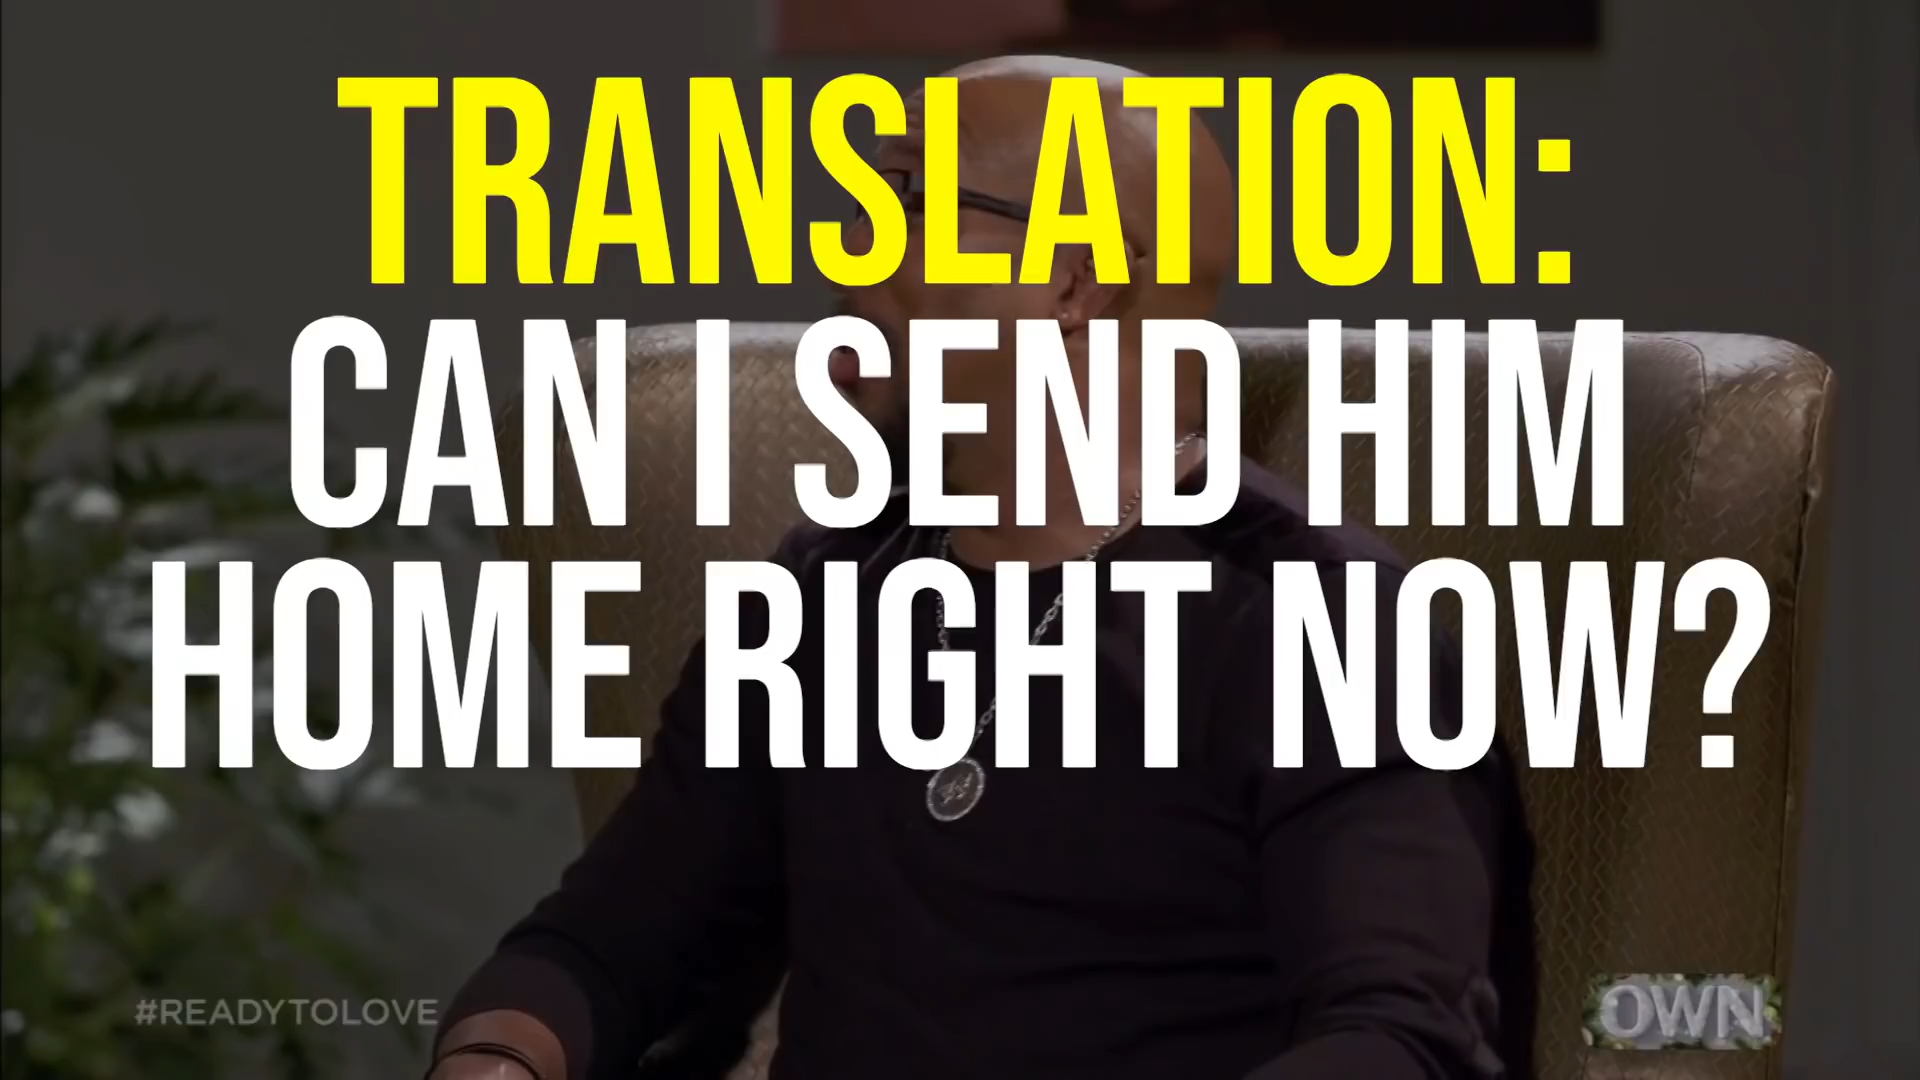 TRANSLATION:
CAN I SEND HIM
HOME RIGHT NOW?
#READYTOLOVE
OWN